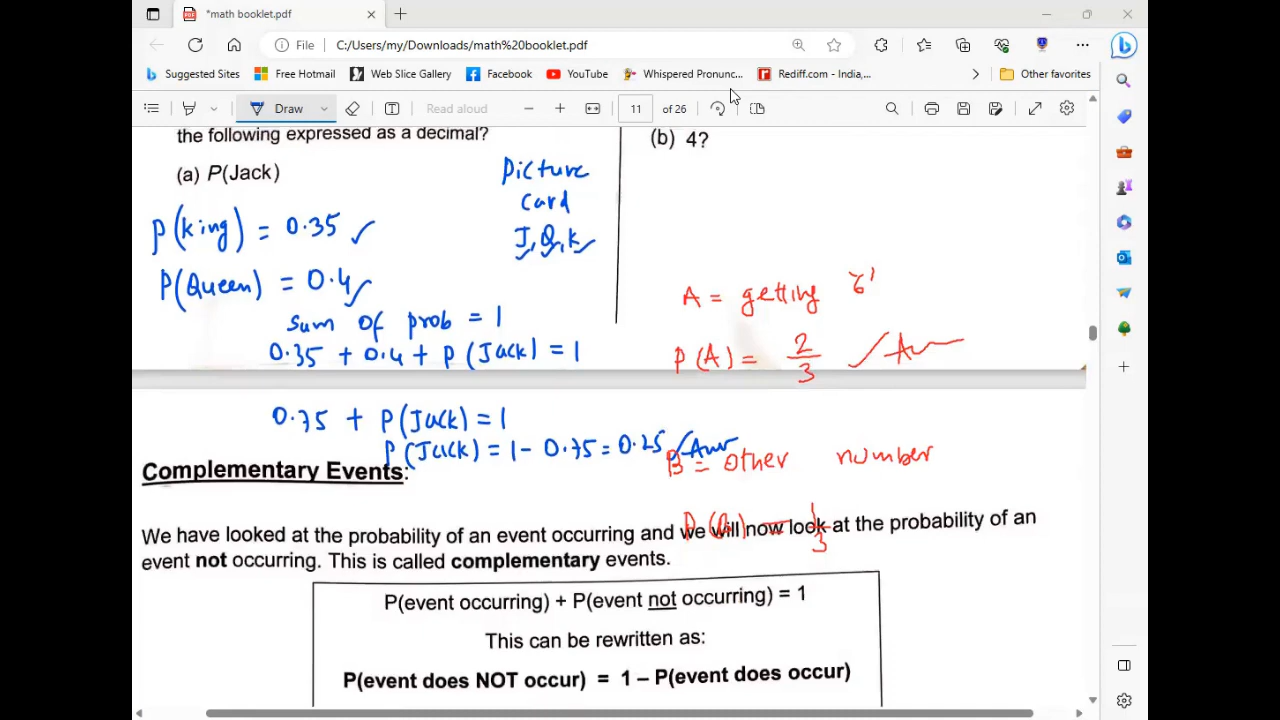 *math booklet.pdf
File C:/Users/my/Downloads/math%20booklet.pdf
Suggested Sites Free Hotmail Web Slice Gallery Facebook YouTube Whispered Pronunc... Rediff.com - India,... Other favorites
Draw Read aloud 11 of 26
the following expressed as a decimal?
(a) P(Jack)
Picture
card
J, Q, K
P(king) = 0.35 ✓
P(Queen) = 0.4
Sum of prob = 1
0.35 + 0.4 + P(Jack) = 1
0.75 + P(Jack) = 1
P(Jack) = 1 - 0.75 = 0.25 Ans
(b) 4?
A = getting '6'
P(A) = 2/3 Ans
B = other number
P(B) = 1/3
Complementary Events:
We have looked at the probability of an event occurring and we will now look at the probability of an
event not occurring. This is called complementary events.
P(event occurring) + P(event not occurring) = 1
This can be rewritten as:
P(event does NOT occur) = 1 – P(event does occur)